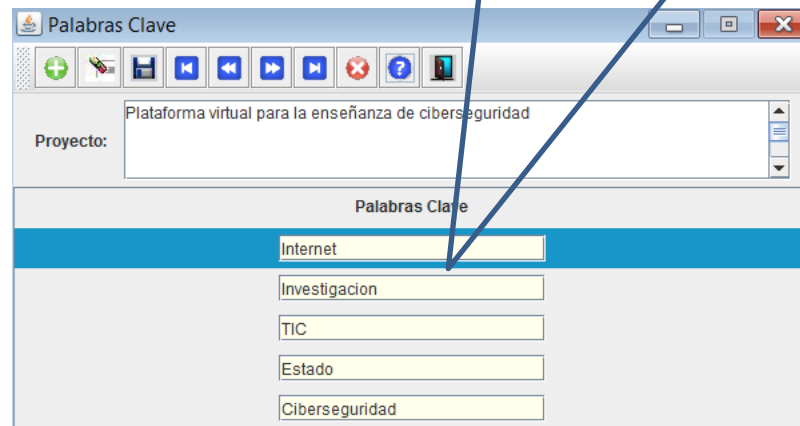 Palabras Clave
Plataforma virtual para la enseñanza de ciberseguridad
Proyecto:
Palabras Clave
Internet
Investigacion
TIC
Estado
Ciberseguridad